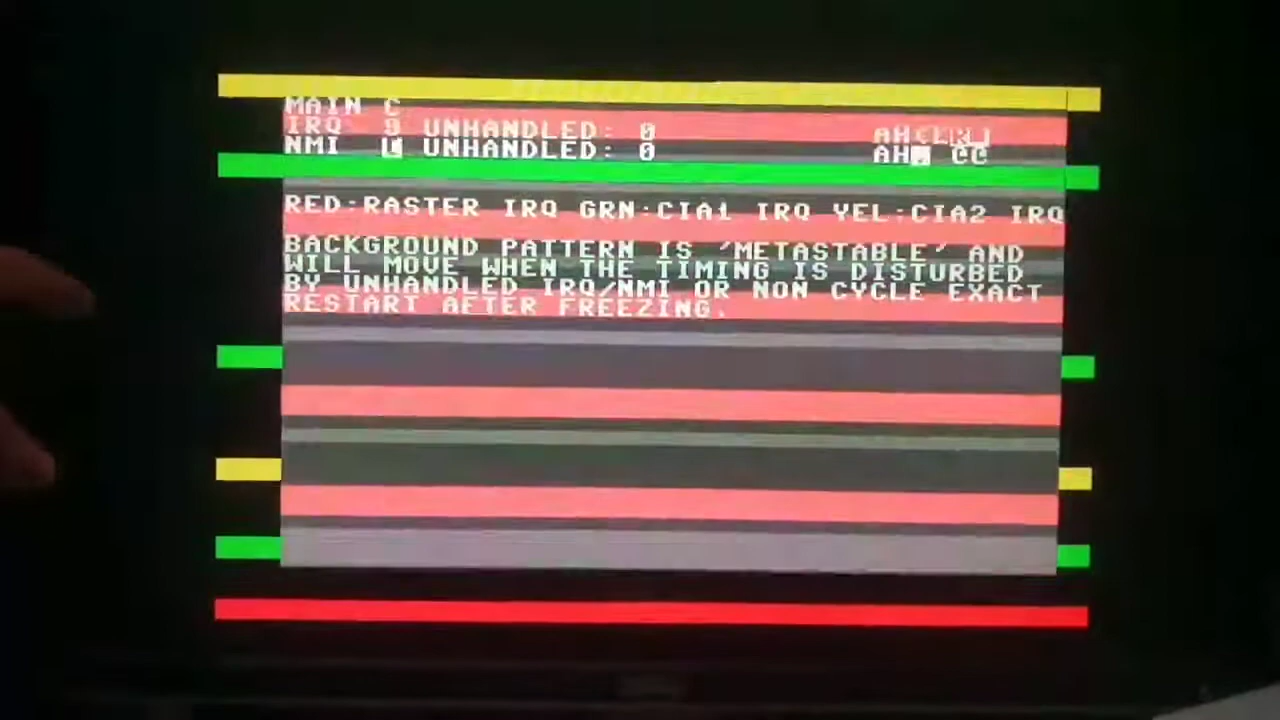 MAIN C
IRQ 9 UNHANDLED: 0
NMI UNHANDLED: 0 AH
RED:RASTER IRQ GRN:CIA1 IRQ YEL:CIA2 IRQ
BACKGROUND PATTERN IS 'METASTABLE' AND
WILL MOVE WHEN THE TIMING IS DISTURBED
BY UNHANDLED IRQ/NMI OR NON CYCLE EXACT
RESTART AFTER FREEZING.